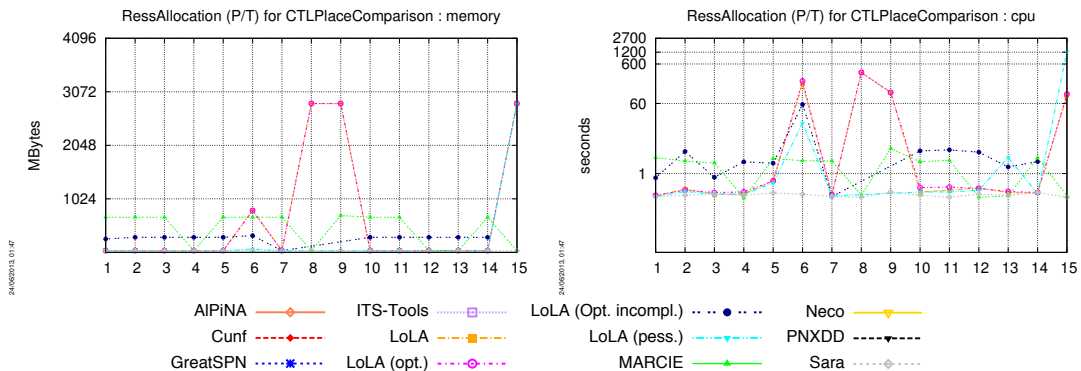 RessAllocation (P/T) for CTLPlaceComparison : memory
4096
3072
2048
1024
MBytes
1 2 3 4 5 6 7 8 9 10 11 12 13 14 15
24/06/2013, 01:47
RessAllocation (P/T) for CTLPlaceComparison : cpu
2700
1200
600
60
1
seconds
1 2 3 4 5 6 7 8 9 10 11 12 13 14 15
24/06/2013, 01:47
AlPiNA ITS-Tools LoLA (Opt. incompl.) Neco
Cunf LoLA LoLA (pess.) PNXDD
GreatSPN LoLA (opt.) MARCIE Sara